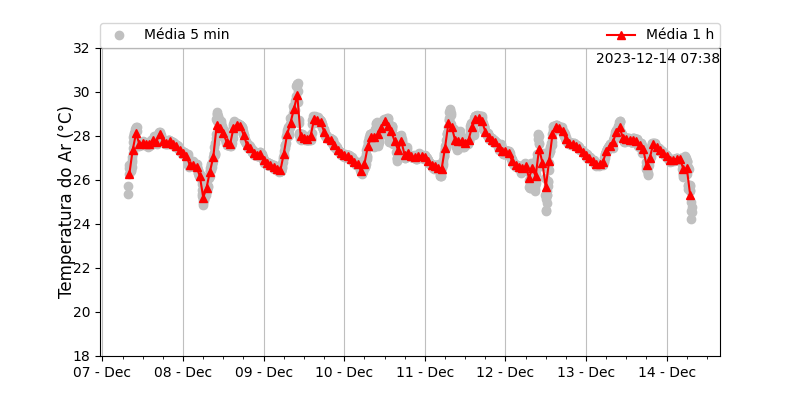 Média 5 min
Média 1 h
2023-12-14 07:38
Temperatura do Ar (°C)
32
30
28
26
24
22
20
18
07 - Dec
08 - Dec
09 - Dec
10 - Dec
11 - Dec
12 - Dec
13 - Dec
14 - Dec